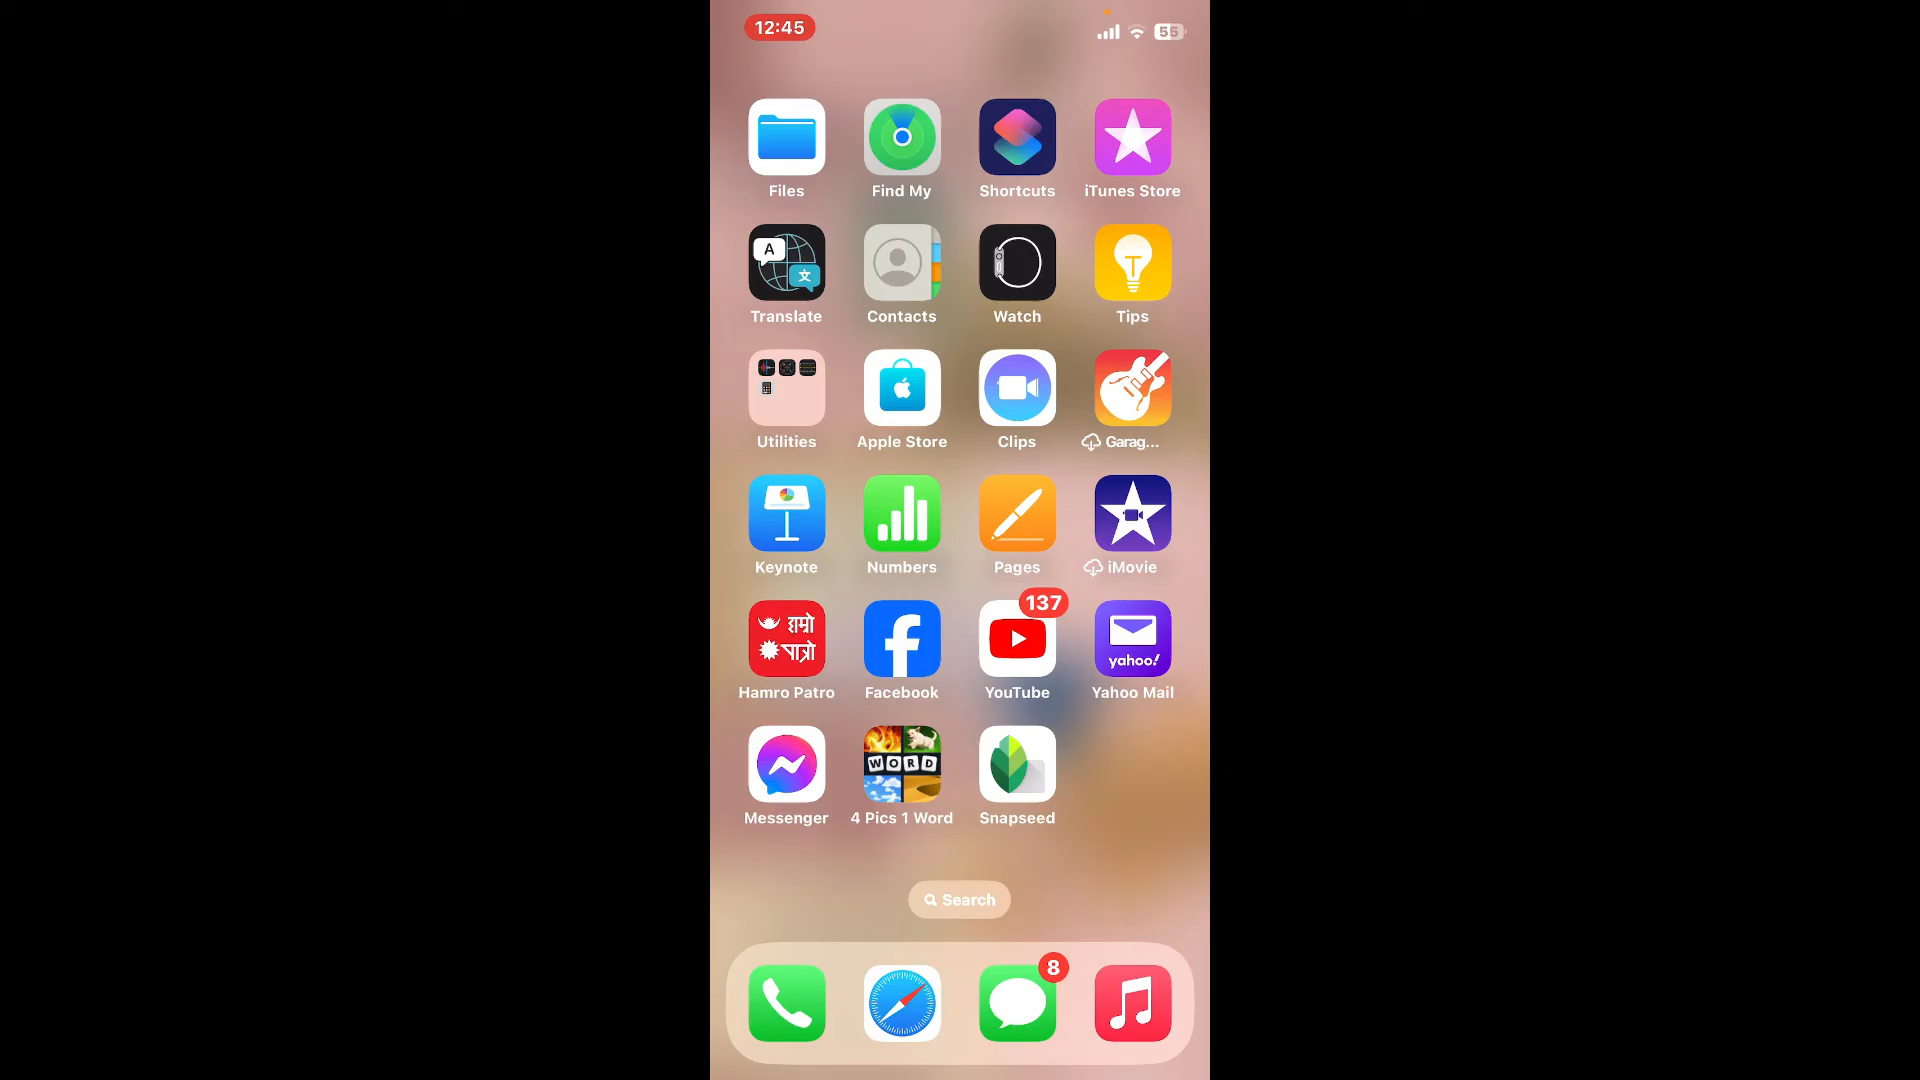 12:45
55
Files Find My Shortcuts iTunes Store
A 文
Translate Contacts Watch Tips
Utilities Apple Store Clips Garag...
Keynote Numbers Pages iMovie
137
हाम्रो
पात्रो
yahoo!
Hamro Patro Facebook YouTube Yahoo Mail
WORD
Messenger 4 Pics 1 Word Snapseed
Search
8